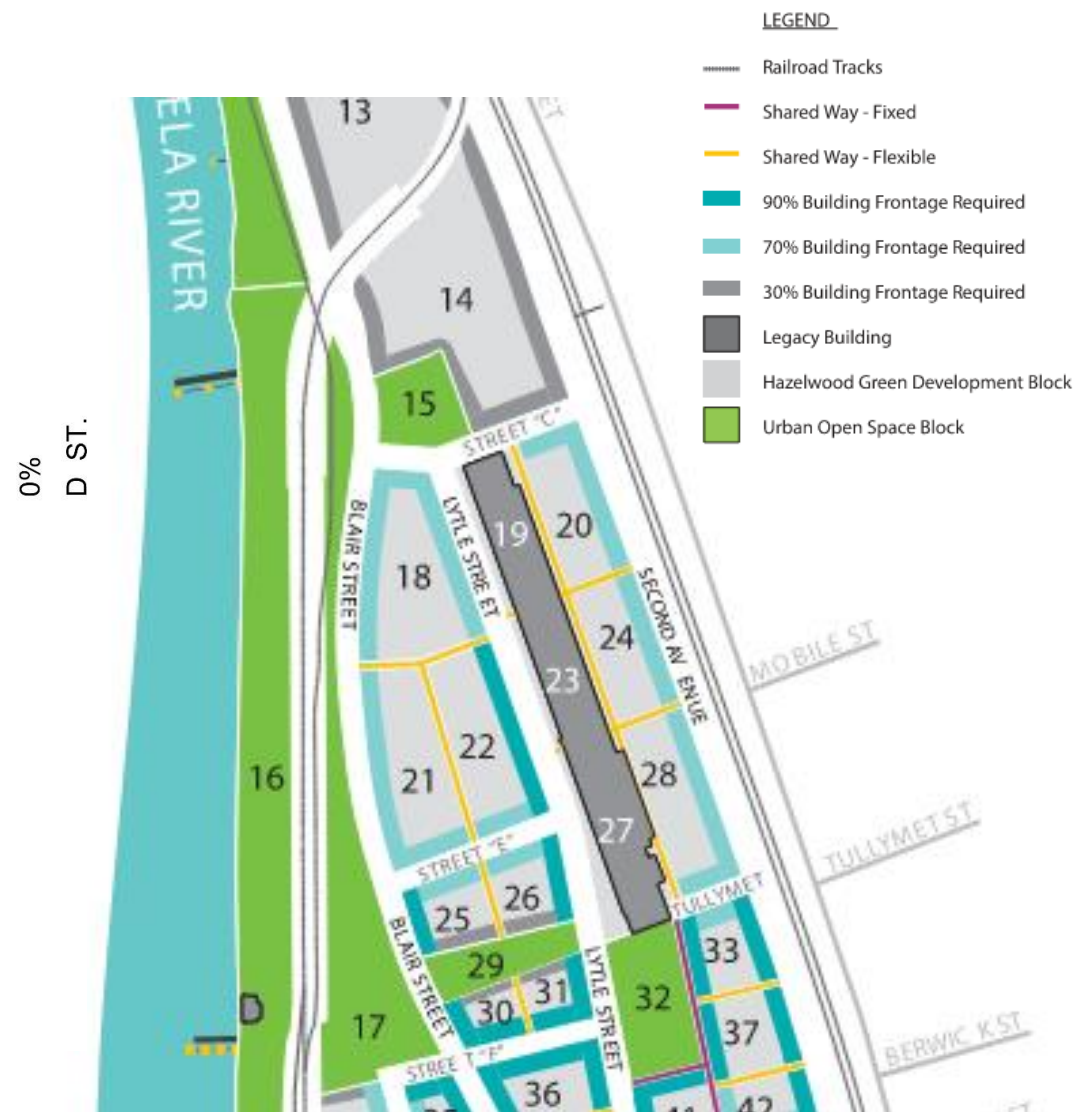 LEGEND
Railroad Tracks
Shared Way - Fixed
Shared Way - Flexible
90% Building Frontage Required
70% Building Frontage Required
30% Building Frontage Required
Legacy Building
Hazelwood Green Development Block
Urban Open Space Block
ELA RIVER
13
14
15
STREET "C"
0%
D ST.
BLAIR STREET
LYTLE STREET
19
20
18
SECOND AVENUE
24
MOBILE ST
23
22
21
16
28
27
TULLYMET ST
STREET "E"
26
25
TULLYMET
BLAIR STREET
29
33
LYTLE STREET
31
30
32
17
37
BERWICK ST
STREET "F"
36
42